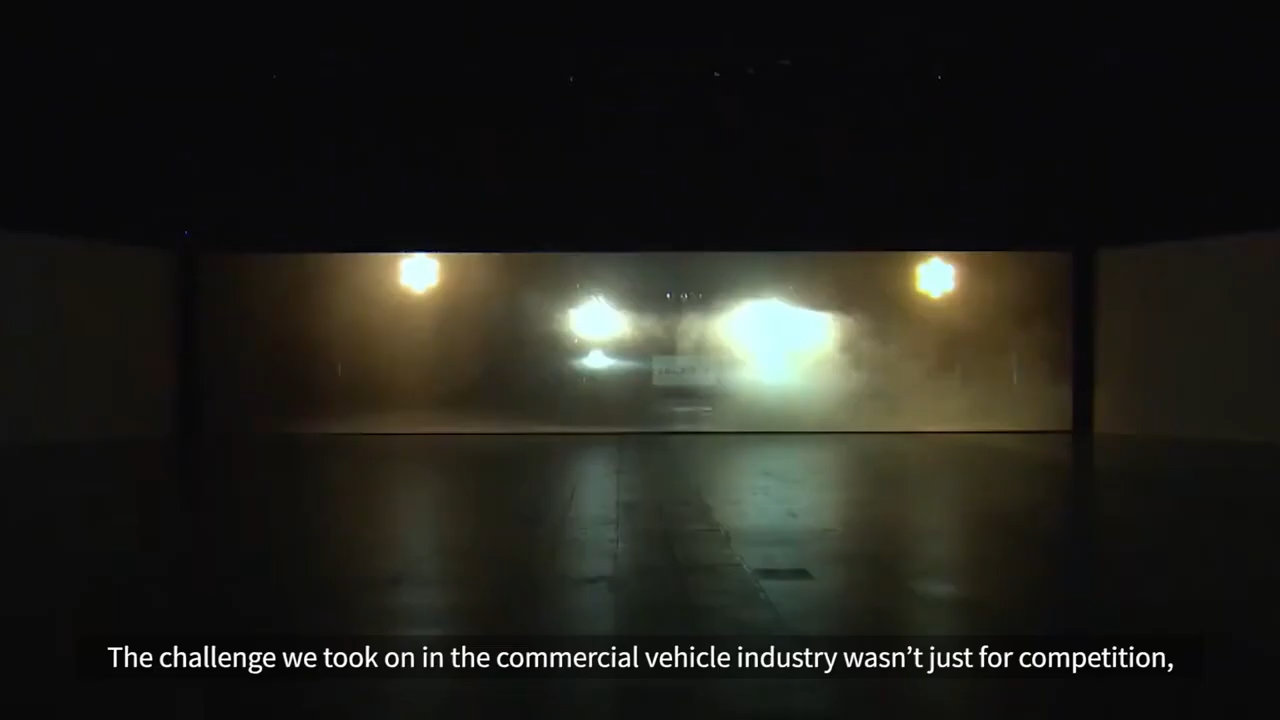 The challenge we took on in the commercial vehicle industry wasn’t just for competition,